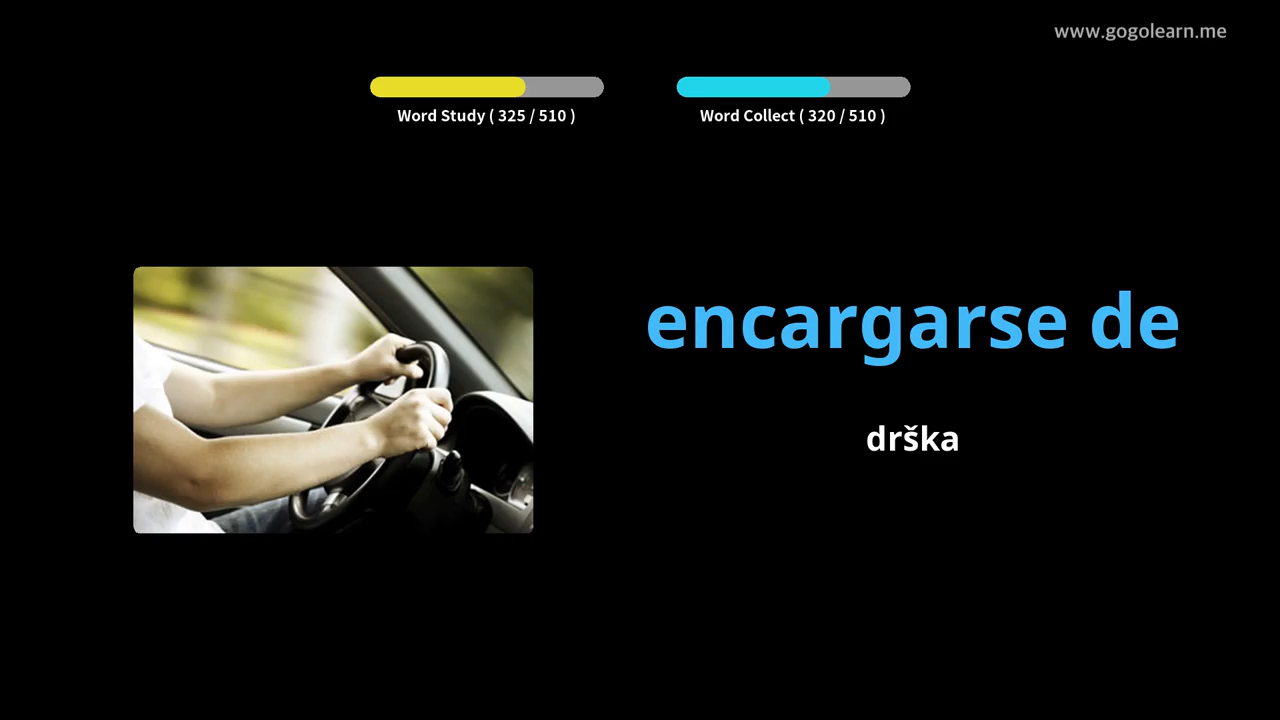 www.gogolearn.me
Word Study ( 325 / 510 )
Word Collect ( 320 / 510 )
encargarse de
drška